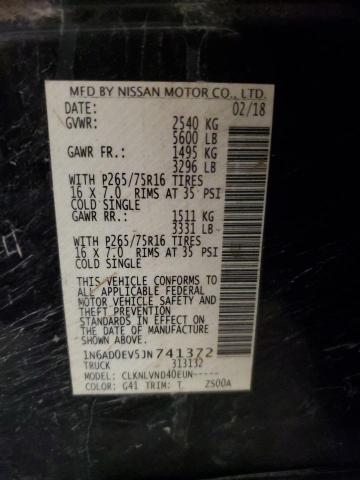 MFD BY NISSAN MOTOR CO., LTD.
DATE: 02/18
GVWR: 2540 KG
5600 LB
GAWR FR.: 1495 KG
3296 LB
WITH P265/75R16 TIRES
16 X 7.0 RIMS AT 35 PSI
COLD SINGLE
GAWR RR.: 1511 KG
3331 LB
WITH P265/75R16 TIRES
16 X 7.0 RIMS AT 35 PSI
COLD SINGLE
THIS VEHICLE CONFORMS TO
ALL APPLICABLE FEDERAL
MOTOR VEHICLE SAFETY
AND THEFT PREVENTION
STANDARDS IN EFFECT ON
THE DATE OF MANUFACTURE
SHOWN ABOVE.
1N6AD0EV5JN741372
TRUCK 313132
MODEL: CLKNLVND40EUN-----
COLOR: G41 TRIM: T. ZS00A